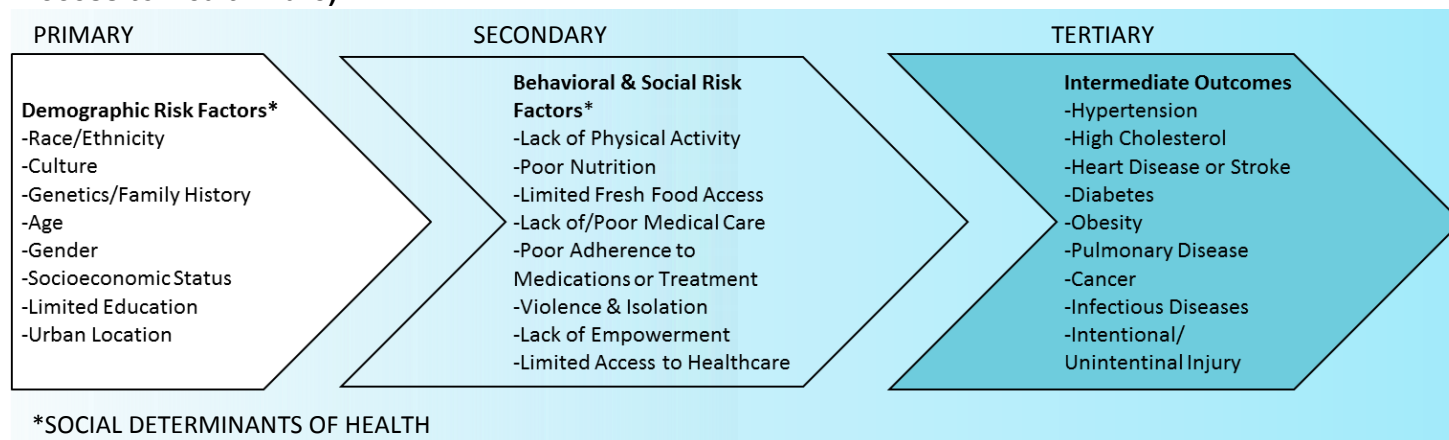 PRIMARY
SECONDARY
TERTIARY
Demographic Risk Factors*
-Race/Ethnicity
-Culture
-Genetics/Family History
-Age
-Gender
-Socioeconomic Status
-Limited Education
-Urban Location
Behavioral & Social Risk
Factors*
-Lack of Physical Activity
-Poor Nutrition
-Limited Fresh Food Access
-Lack of/Poor Medical Care
-Poor Adherence to
Medications or Treatment
-Violence & Isolation
-Lack of Empowerment
-Limited Access to Healthcare
Intermediate Outcomes
-Hypertension
-High Cholesterol
-Heart Disease or Stroke
-Diabetes
-Obesity
-Pulmonary Disease
-Cancer
-Infectious Diseases
-Intentional/
Unintentinal Injury
*SOCIAL DETERMINANTS OF HEALTH